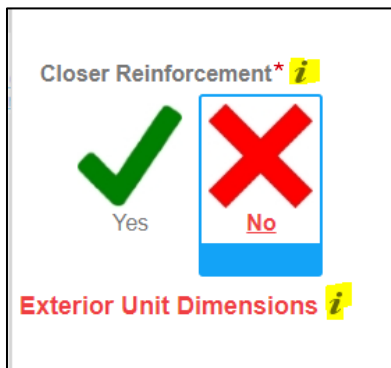 Closer Reinforcement* i
Yes No
Exterior Unit Dimensions i